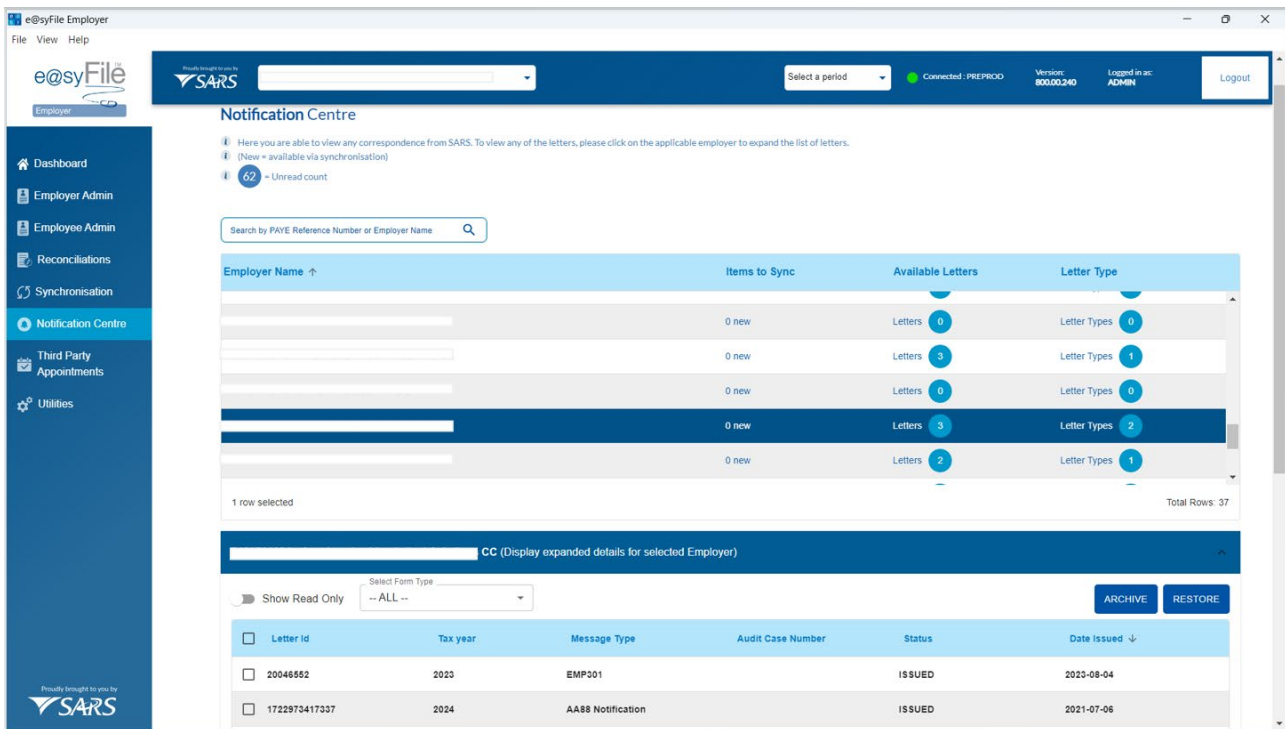 e@syFile Employer
File View Help
e@syFile™
Employer
Proudly brought to you by
SARS
Select a period
Connected : PREPROD
Version:
800.00.240
Logged in as:
ADMIN
Logout
Dashboard
Employer Admin
Employee Admin
Reconciliations
Synchronisation
Notification Centre
Third Party
Appointments
Utilities
Proudly brought to you by
SARS
Notification Centre
Here you are able to view any correspondence from SARS. To view any of the letters, please click on the applicable employer to expand the list of letters.
(New = available via synchronisation)
62 = Unread count
Search by PAYE Reference Number or Employer Name
Employer Name ↑ Items to Sync Available Letters Letter Type
0 new Letters 0 Letter Types 0
0 new Letters 3 Letter Types 1
0 new Letters 0 Letter Types 0
0 new Letters 3 Letter Types 2
0 new Letters 2 Letter Types 1
1 row selected Total Rows: 37
CC (Display expanded details for selected Employer)
Show Read Only
Select Form Type
-- ALL --
ARCHIVE RESTORE
Letter Id Tax year Message Type Audit Case Number Status Date Issued ↓
20046552 2023 EMP301 ISSUED 2023-08-04
1722973417337 2024 AA88 Notification ISSUED 2021-07-06